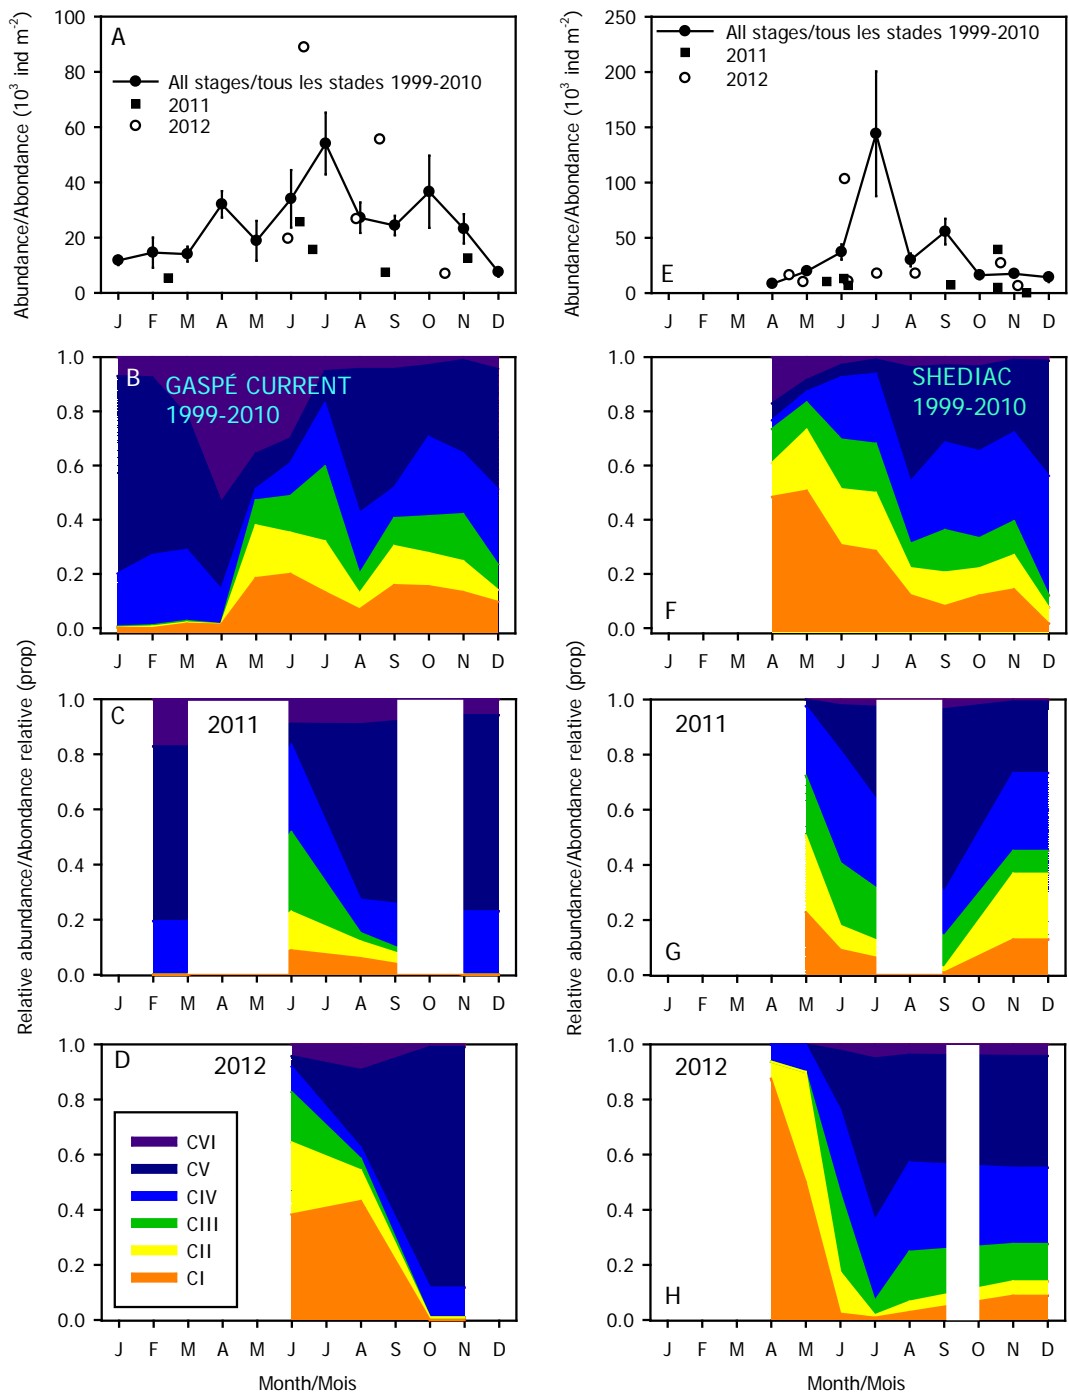 Abundance/Abondance (10³ ind m⁻²)
100
80
60
40
20
0
A
All stages/tous les stades 1999-2010
2011
2012
J F M A M J J A S O N D
Abundance/Abondance (10³ ind m⁻²)
250
200
150
100
50
0
E
All stages/tous les stades 1999-2010
2011
2012
J F M A M J J A S O N D
Relative abundance/Abondance relative (prop)
1.0
0.8
0.6
0.4
0.2
0.0
B
GASPÉ CURRENT
1999-2010
J F M A M J J A S O N D
Relative abundance/Abondance relative (prop)
1.0
0.8
0.6
0.4
0.2
0.0
F
SHEDIAC
1999-2010
J F M A M J J A S O N D
1.0
0.8
0.6
0.4
0.2
0.0
C
2011
J F M A M J J A S O N D
1.0
0.8
0.6
0.4
0.2
0.0
2011
G
J F M A M J J A S O N D
1.0
0.8
0.6
0.4
0.2
0.0
D
2012
CVI
CV
CIV
CIII
CII
CI
J F M A M J J A S O N D
Month/Mois
1.0
0.8
0.6
0.4
0.2
0.0
2012
H
J F M A M J J A S O N D
Month/Mois